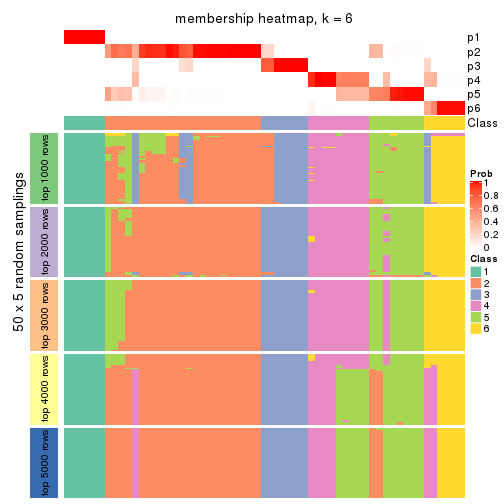 membership heatmap, k = 6
p1
p2
p3
p4
p5
p6
Class
50 x 5 random samplings
top 1000 rows
top 2000 rows
top 3000 rows
top 4000 rows
top 5000 rows
Prob
1
0.8
0.6
0.4
0.2
0
Class
1
2
3
4
5
6